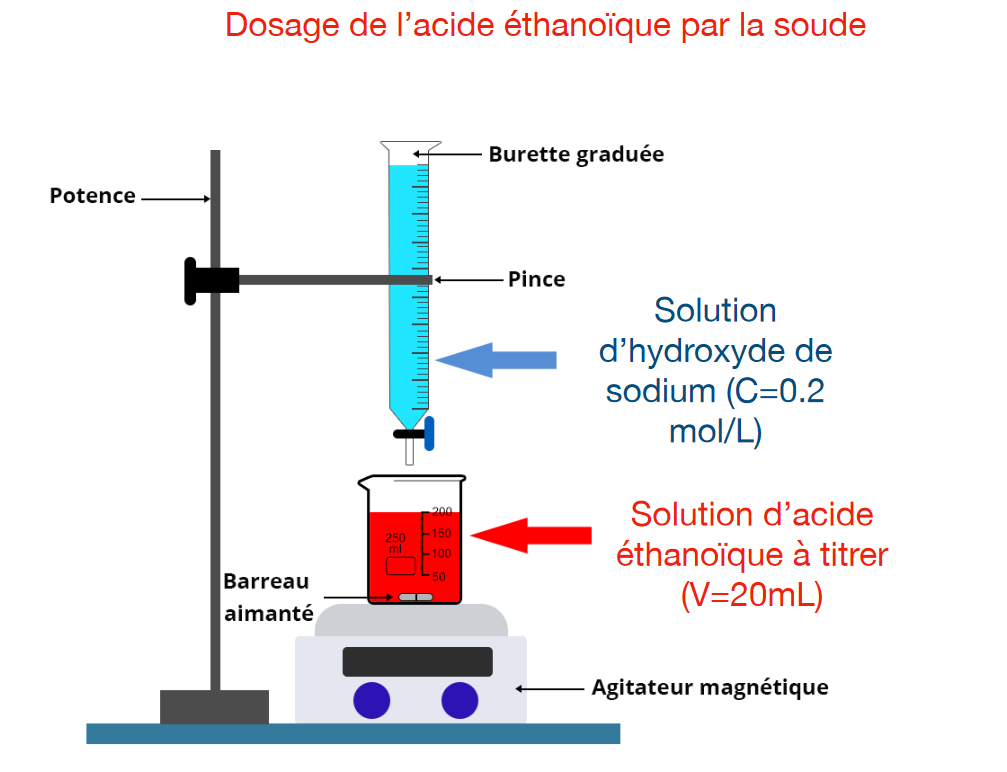 Dosage de l'acide éthanoïque par la soude
Burette graduée
Potence
Pince
Solution
d'hydroxyde de
sodium (C=0.2
mol/L)
Solution d'acide
éthanoïque à titrer
(V=20mL)
200
150
100
50
250
ml
Barreau
aimanté
Agitateur magnétique